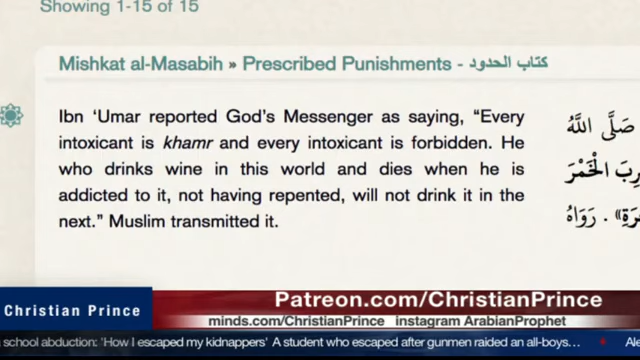 Showing 1-15 of 15
Mishkat al-Masabih » Prescribed Punishments - كتاب الحدود
Ibn ‘Umar reported God’s Messenger as saying, “Every
intoxicant is khamr and every intoxicant is forbidden. He
who drinks wine in this world and dies when he is
addicted to it, not having repented, will not drink it in the
next.” Muslim transmitted it.
صَلَّى اللَّهُ
الْخَمْرَ
رَوَاهُ
Christian Prince
Patreon.com/ChristianPrince
minds.com/ChristianPrince instagram ArabianProphet
school abduction: 'How I escaped my kidnappers' A student who escaped after gunmen raided an all-boys…